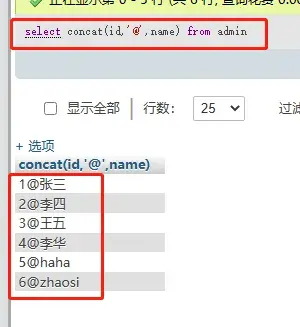 正在显示第 0 - 5 行 (共 6 行, 查询花费 0.00
select concat(id,'@',name) from admin
显示全部 行数: 25 过滤
+ 选项
concat(id,'@',name)
1@张三
2@李四
3@王五
4@李华
5@haha
6@zhaosi